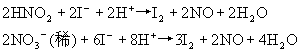 2HNO₂+2I⁻+2H⁺→I₂+2NO+2H₂O
2NO₃⁻(稀)+6I⁻+8H⁺→3I₂+2NO+4H₂O